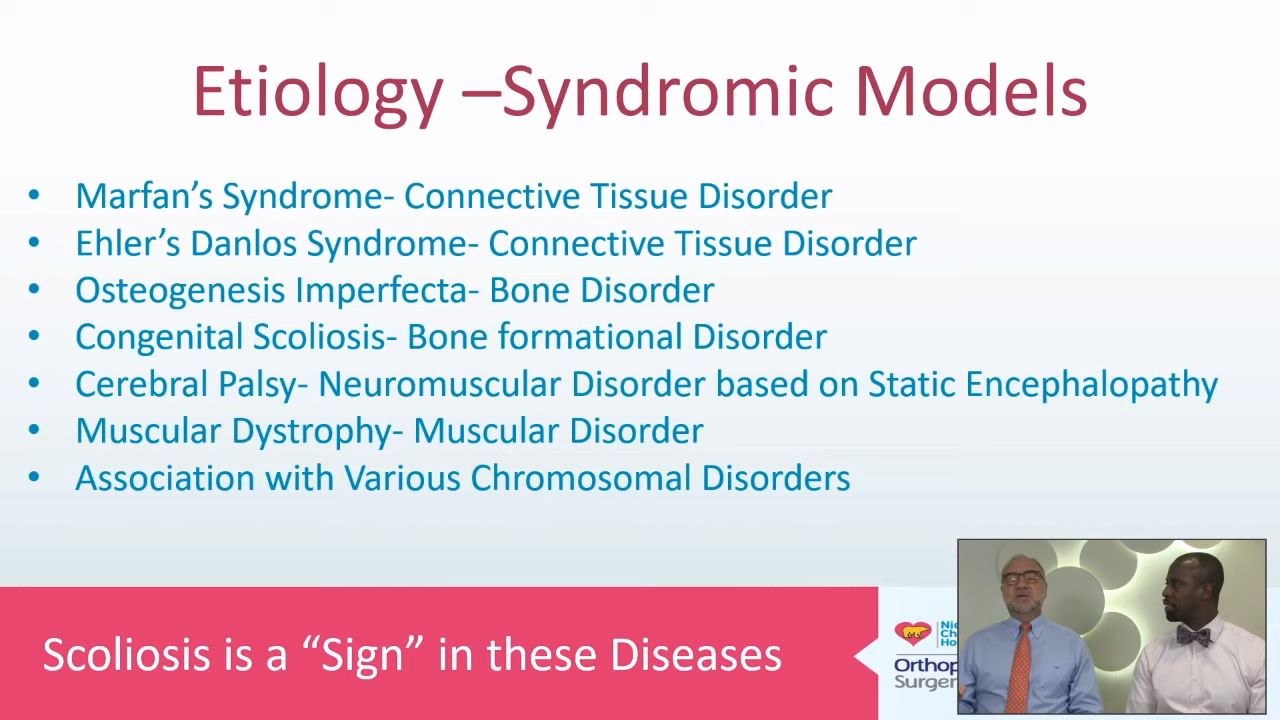 Etiology –Syndromic Models
• Marfan’s Syndrome- Connective Tissue Disorder
• Ehler’s Danlos Syndrome- Connective Tissue Disorder
• Osteogenesis Imperfecta- Bone Disorder
• Congenital Scoliosis- Bone formational Disorder
• Cerebral Palsy- Neuromuscular Disorder based on Static Encephalopathy
• Muscular Dystrophy- Muscular Disorder
• Association with Various Chromosomal Disorders
Scoliosis is a “Sign” in these Diseases